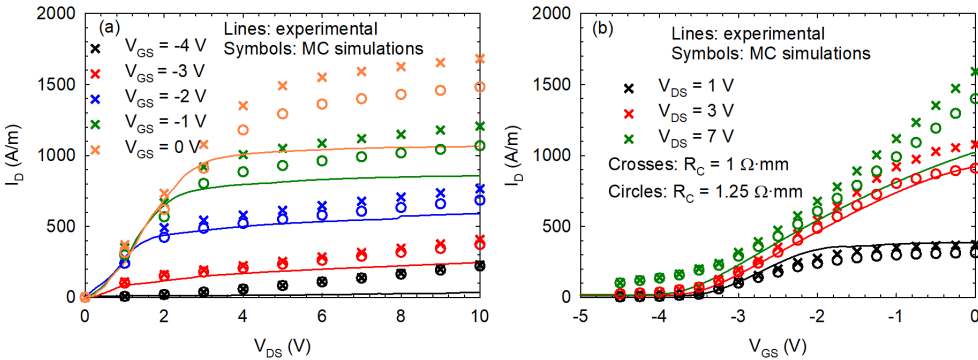 2000
1500
1000
500
0
I_D (A/m)
(a)
Lines: experimental
Symbols: MC simulations
V_GS = -4 V
V_GS = -3 V
V_GS = -2 V
V_GS = -1 V
V_GS = 0 V
0 2 4 6 8 10
V_DS (V)
2000
1500
1000
500
0
I_D (A/m)
(b)
Lines: experimental
Symbols: MC simulations
V_DS = 1 V
V_DS = 3 V
V_DS = 7 V
Crosses: R_C = 1 Ω·mm
Circles: R_C = 1.25 Ω·mm
-5 -4 -3 -2 -1 0
V_GS (V)